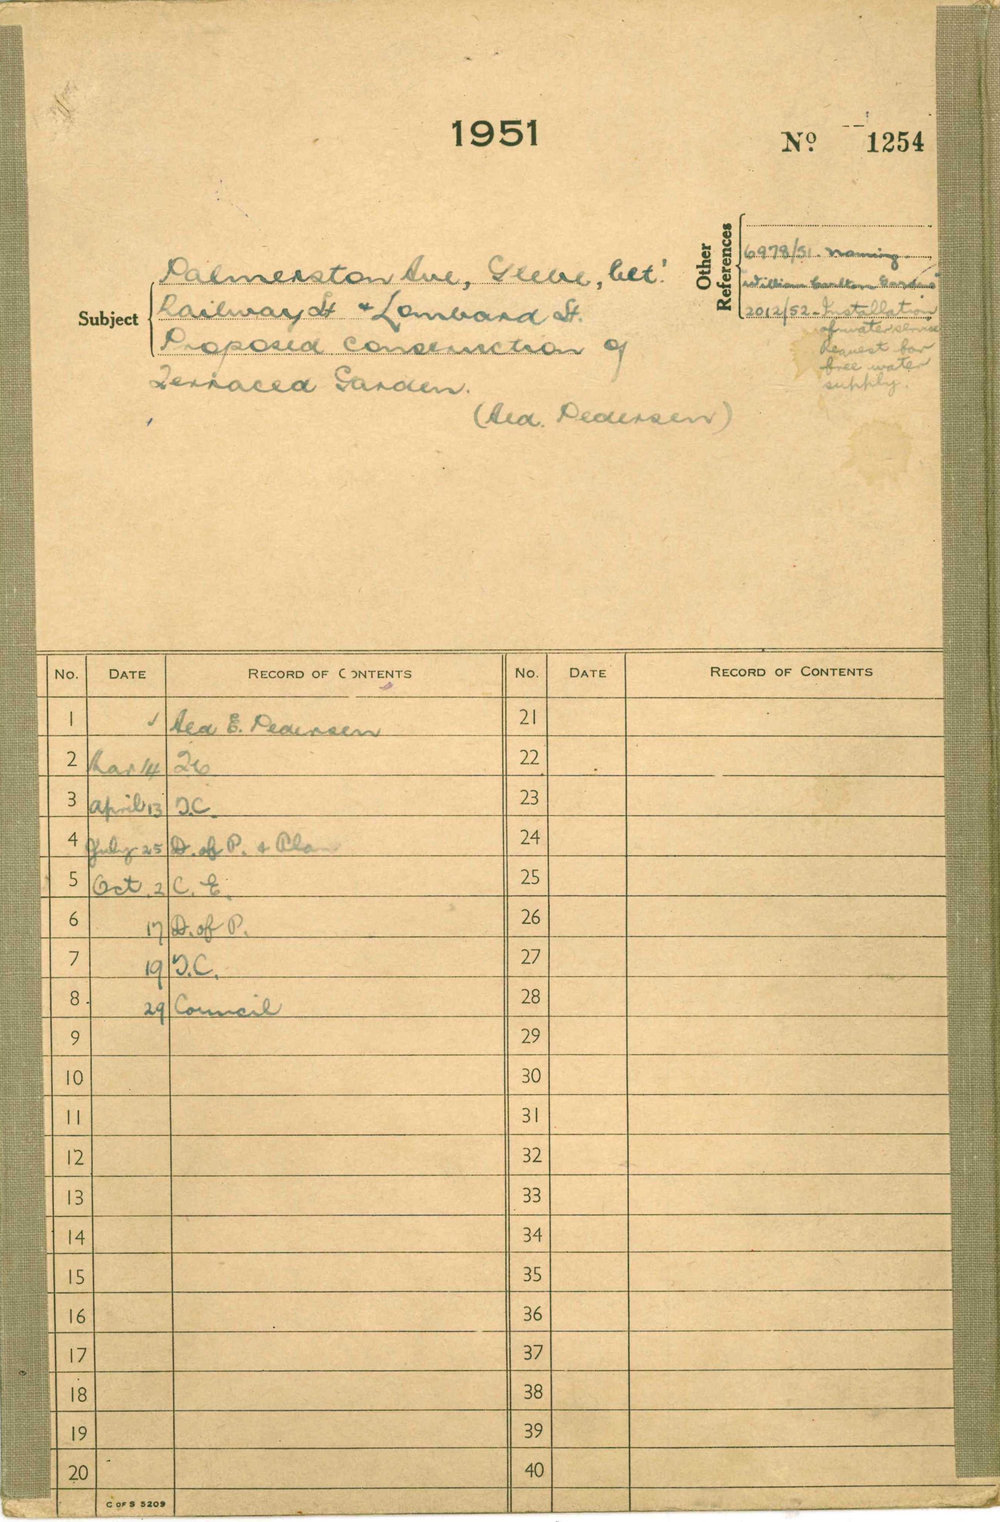 1951
Nº 1254
Other References
6978/51. Naming
"William Carlton Gardens"
2012/52. Installation
of water service
Request for
free water
supply.
Subject
Palmerston Ave, Glebe, bet!
Railway St & Lombard St.
Proposed construction of
Terraced Garden.
(Ald. Pedersen)
No. DATE RECORD OF CONTENTS No. DATE RECORD OF CONTENTS
1 Ald E. Pedersen 21
2 Mar 14 22
3 April 13 T.C. 23
4 July 25 D. of P. & Plan 24
5 Oct. 2 C. E. 25
6 17 D. of P. 26
7 19 T.C. 27
8 29 Council 28
9 29
10 30
11 31
12 32
13 33
14 34
15 35
16 36
17 37
18 38
19 39
20 40
C OF S 5209